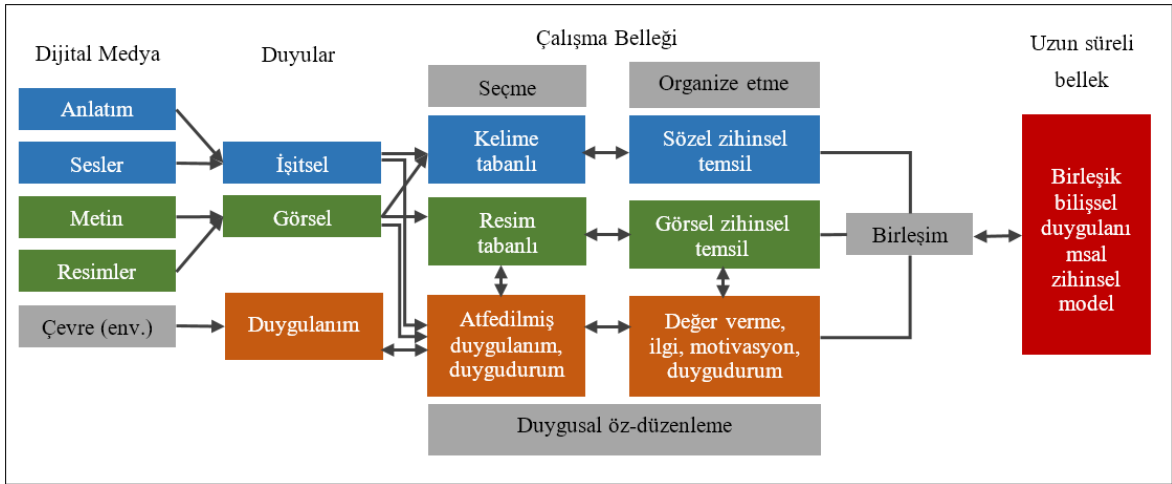 Dijital Medya
Duyular
Çalışma Belleği
Uzun süreli
bellek
Seçme
Organize etme
Anlatım
Sesler
Metin
Resimler
Çevre (env.)
İşitsel
Görsel
Duygulanım
Kelime
tabanlı
Sözel zihinsel
temsil
Resim
tabanlı
Görsel zihinsel
temsil
Atfedilmiş
duygulanım,
duygudurum
Değer verme,
ilgi, motivasyon,
duygudurum
Duygusal öz-düzenleme
Birleşim
Birleşik
bilişsel
duygulanı
msal
zihinsel
model